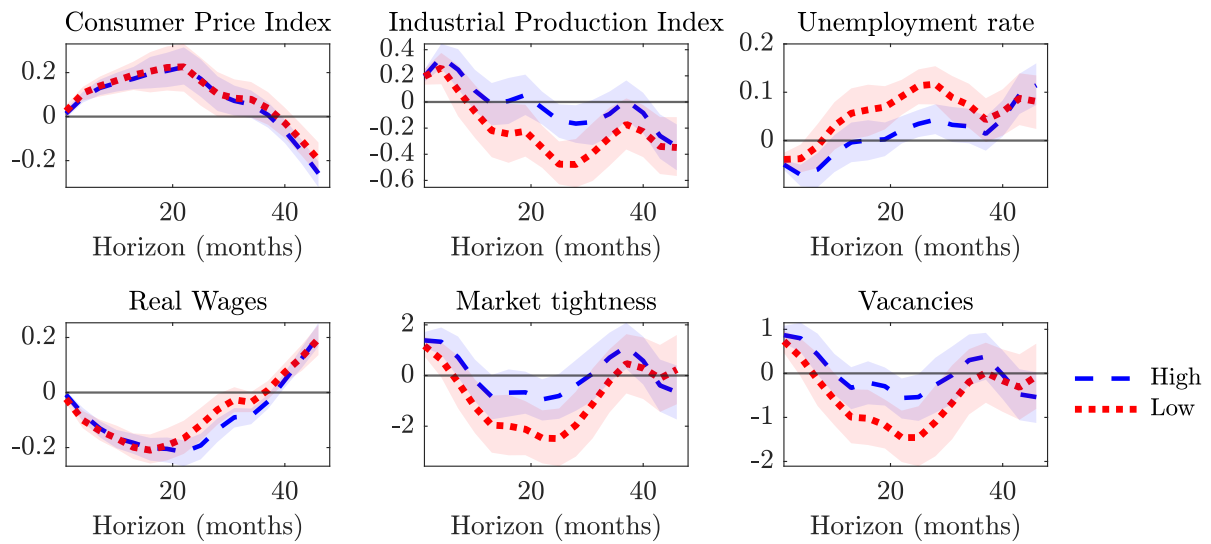 Consumer Price Index
0.2
0
-0.2
20
40
Horizon (months)
Industrial Production Index
0.4
0.2
0
-0.2
-0.4
-0.6
20
40
Horizon (months)
Unemployment rate
0.1
0
20
40
Horizon (months)
Real Wages
0.2
0
-0.2
20
40
Horizon (months)
Market tightness
2
0
-2
20
40
Horizon (months)
Vacancies
1
0
-1
-2
20
40
Horizon (months)
High
Low